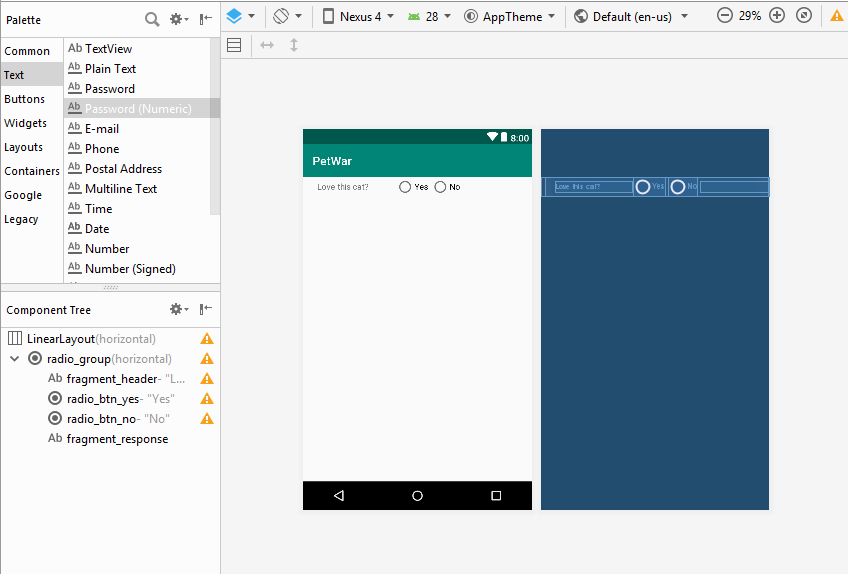 Palette
Nexus 4
28
AppTheme
Default (en-us)
29%
Common
Text
Buttons
Widgets
Layouts
Containers
Google
Legacy
Ab TextView
Ab Plain Text
Ab Password
Ab Password (Numeric)
Ab E-mail
Ab Phone
Ab Postal Address
Ab Multiline Text
Ab Time
Ab Date
Ab Number
Ab Number (Signed)
Component Tree
LinearLayout(horizontal)
radio_group(horizontal)
Ab fragment_header- "L...
radio_btn_yes- "Yes"
radio_btn_no- "No"
Ab fragment_response
8:00
PetWar
Love this cat? Yes No
Love this cat? Yes No